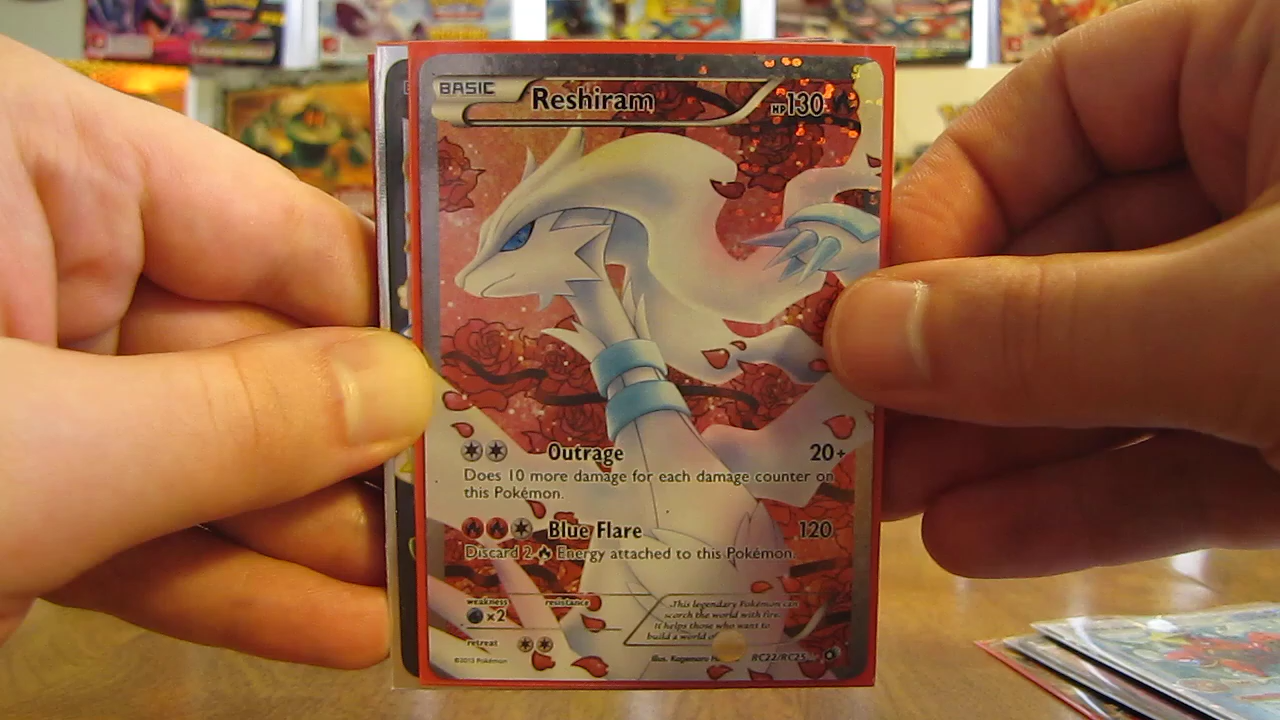 BASIC
Reshiram
HP130
Outrage 20+
Does 10 more damage for each damage counter on
this Pokémon.
Blue Flare 120
Discard 2 Energy attached to this Pokémon.
weakness resistance
×2
retreat
This legendary Pokémon can
scorch the world with fire.
It helps those who want to
build a world of
©2013 Pokémon
Illus. Kagemaru
RC22/RC25